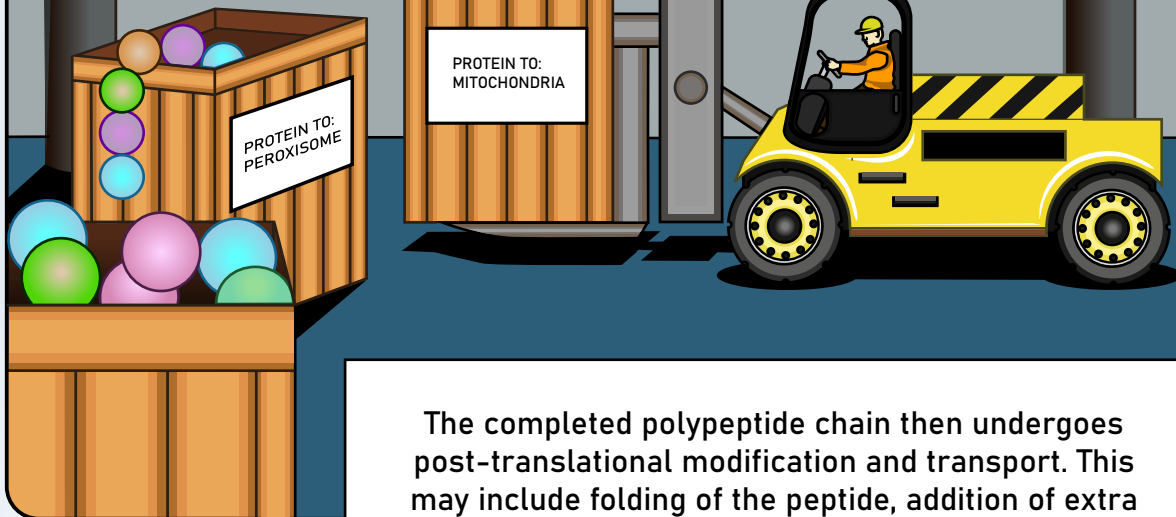 PROTEIN TO:
PEROXISOME
PROTEIN TO:
MITOCHONDRIA
The completed polypeptide chain then undergoes
post-translational modification and transport. This
may include folding of the peptide, addition of extra